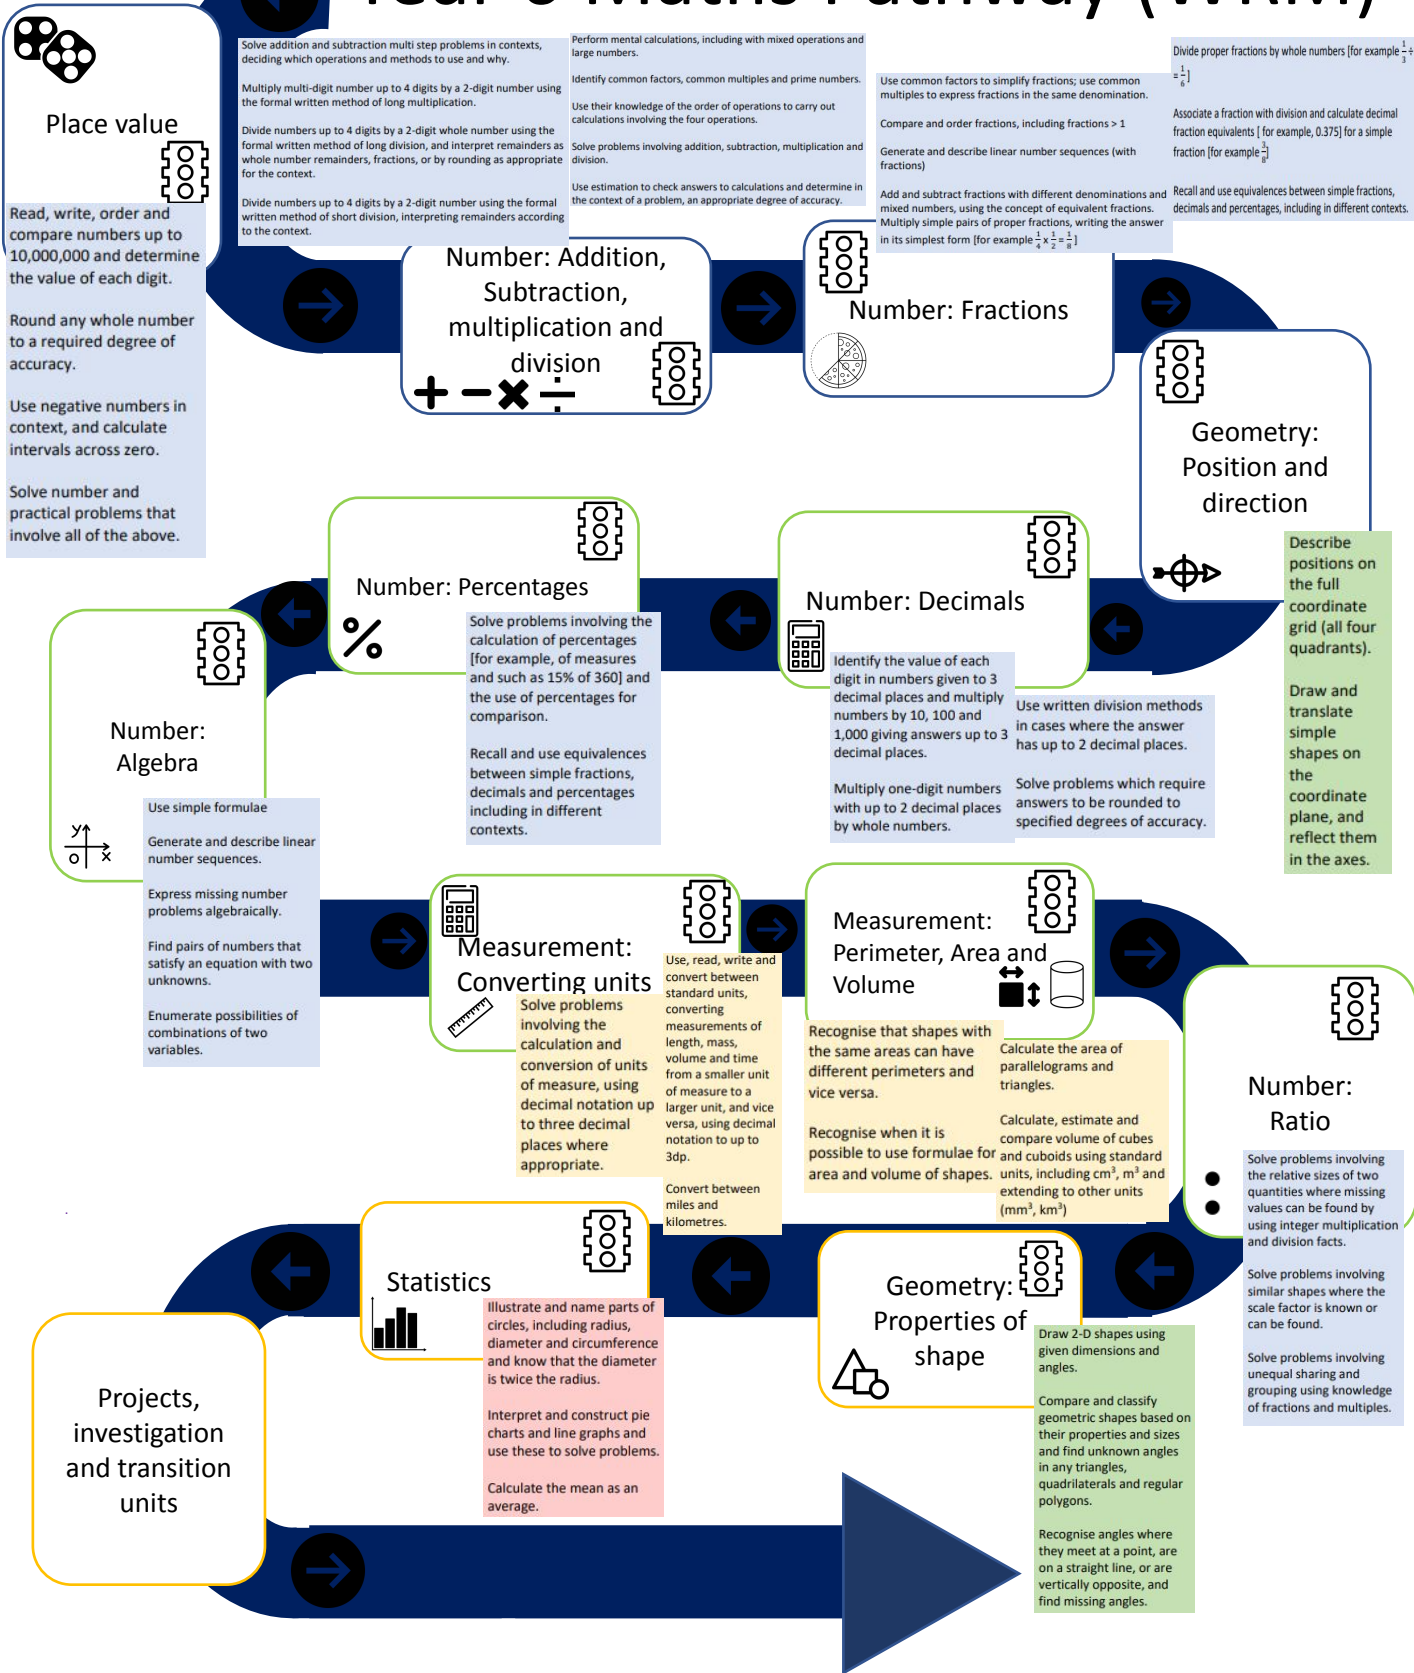 Year 6 Maths Pathway (WRM)
Place value
Read, write, order and
compare numbers up to
10,000,000 and determine
the value of each digit.
Round any whole number
to a required degree of
accuracy.
Use negative numbers in
context, and calculate
intervals across zero.
Solve number and
practical problems that
involve all of the above.
Solve addition and subtraction multi step problems in contexts,
deciding which operations and methods to use and why.
Multiply multi-digit number up to 4 digits by a 2-digit number using
the formal written method of long multiplication.
Divide numbers up to 4 digits by a 2-digit whole number using the
formal written method of long division, and interpret remainders as
whole number remainders, fractions, or by rounding as appropriate
for the context.
Divide numbers up to 4 digits by a 2-digit number using the formal
written method of short division, interpreting remainders according
to the context.
Perform mental calculations, including with mixed operations and
large numbers.
Identify common factors, common multiples and prime numbers.
Use their knowledge of the order of operations to carry out
calculations involving the four operations.
Solve problems involving addition, subtraction, multiplication and
division.
Use estimation to check answers to calculations and determine in
the context of a problem, an appropriate degree of accuracy.
Number: Addition,
Subtraction,
multiplication and
division
+ − × ÷
Use common factors to simplify fractions; use common
multiples to express fractions in the same denomination.
Compare and order fractions, including fractions > 1
Generate and describe linear number sequences (with
fractions)
Add and subtract fractions with different denominations and
mixed numbers, using the concept of equivalent fractions.
Multiply simple pairs of proper fractions, writing the answer
in its simplest form [for example 1/4 x 1/2 = 1/8 ]
Divide proper fractions by whole numbers [for example 1/3 ÷
= 1/6 ]
Associate a fraction with division and calculate decimal
fraction equivalents [ for example, 0.375] for a simple
fraction [for example 3/8]
Recall and use equivalences between simple fractions,
decimals and percentages, including in different contexts.
Number: Fractions
Geometry:
Position and
direction
Describe
positions on
the full
coordinate
grid (all four
quadrants).
Draw and
translate
simple
shapes on
the
coordinate
plane, and
reflect them
in the axes.
Number: Decimals
Identify the value of each
digit in numbers given to 3
decimal places and multiply
numbers by 10, 100 and
1,000 giving answers up to 3
decimal places.
Multiply one-digit numbers
with up to 2 decimal places
by whole numbers.
Use written division methods
in cases where the answer
has up to 2 decimal places.
Solve problems which require
answers to be rounded to
specified degrees of accuracy.
Number: Percentages
%
Solve problems involving the
calculation of percentages
[for example, of measures
and such as 15% of 360] and
the use of percentages for
comparison.
Recall and use equivalences
between simple fractions,
decimals and percentages
including in different
contexts.
Number:
Algebra
y
0 x
Use simple formulae
Generate and describe linear
number sequences.
Express missing number
problems algebraically.
Find pairs of numbers that
satisfy an equation with two
unknowns.
Enumerate possibilities of
combinations of two
variables.
Measurement:
Converting units
Solve problems
involving the
calculation and
conversion of units
of measure, using
decimal notation up
to three decimal
places where
appropriate.
Use, read, write and
convert between
standard units,
converting
measurements of
length, mass,
volume and time
from a smaller unit
of measure to a
larger unit, and vice
versa, using decimal
notation to up to
3dp.
Convert between
miles and
kilometres.
Measurement:
Perimeter, Area and
Volume
Recognise that shapes with
the same areas can have
different perimeters and
vice versa.
Recognise when it is
possible to use formulae for
area and volume of shapes.
Calculate the area of
parallelograms and
triangles.
Calculate, estimate and
compare volume of cubes
and cuboids using standard
units, including cm³, m³ and
extending to other units
(mm³, km³)
Number:
Ratio
:
Solve problems involving
the relative sizes of two
quantities where missing
values can be found by
using integer multiplication
and division facts.
Solve problems involving
similar shapes where the
scale factor is known or
can be found.
Solve problems involving
unequal sharing and
grouping using knowledge
of fractions and multiples.
Geometry:
Properties of
shape
Draw 2-D shapes using
given dimensions and
angles.
Compare and classify
geometric shapes based on
their properties and sizes
and find unknown angles
in any triangles,
quadrilaterals and regular
polygons.
Recognise angles where
they meet at a point, are
on a straight line, or are
vertically opposite, and
find missing angles.
Statistics
Illustrate and name parts of
circles, including radius,
diameter and circumference
and know that the diameter
is twice the radius.
Interpret and construct pie
charts and line graphs and
use these to solve problems.
Calculate the mean as an
average.
Projects,
investigation
and transition
units